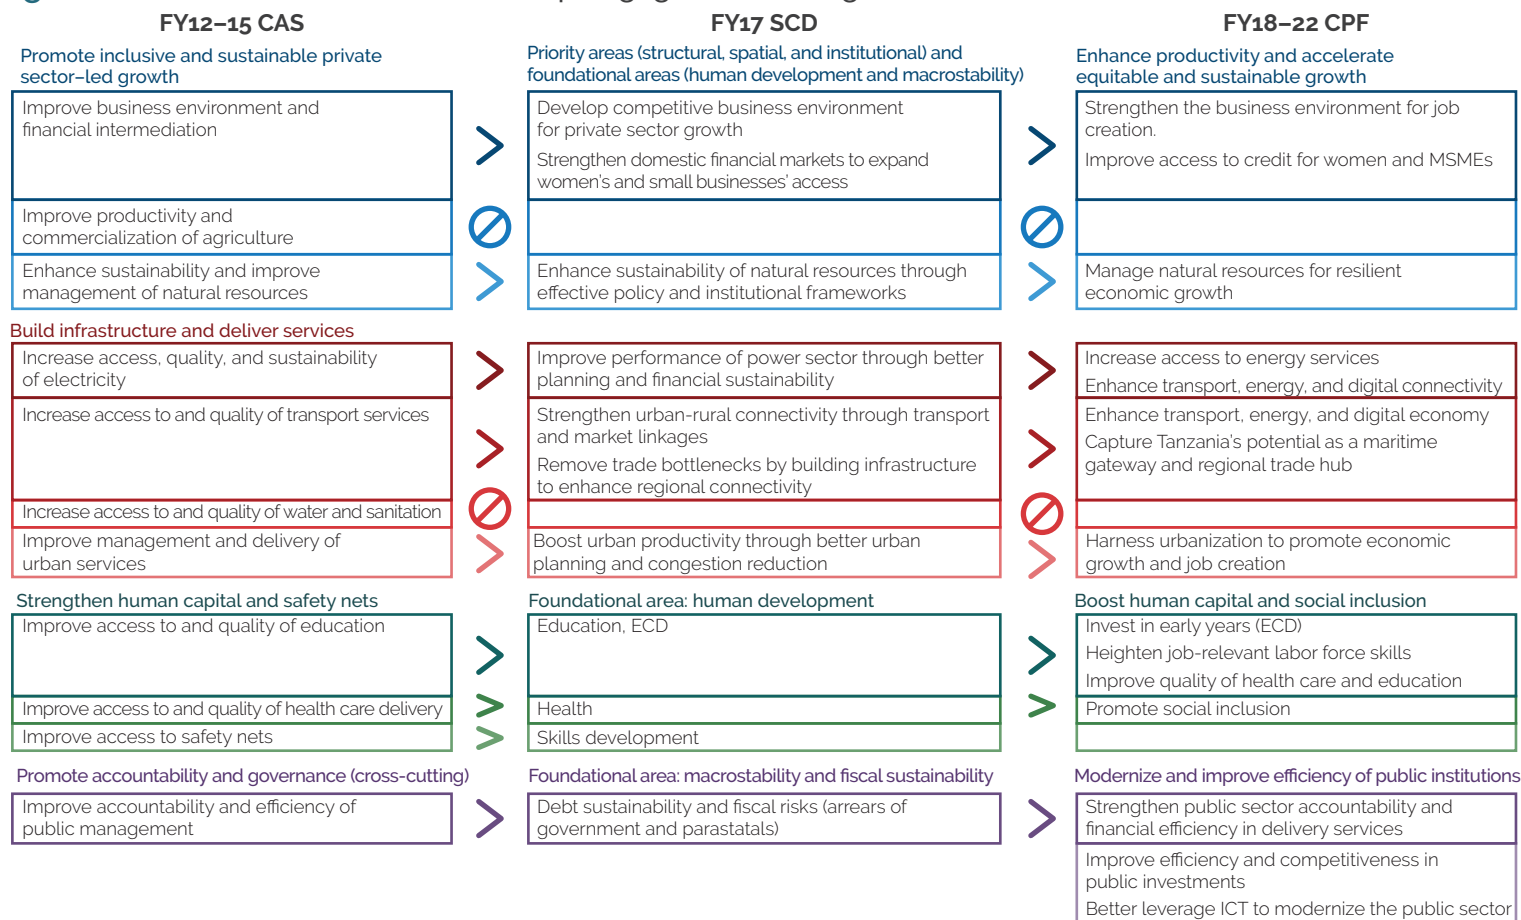 FY12–15 CAS
FY17 SCD
FY18–22 CPF
Promote inclusive and sustainable private
sector–led growth
Priority areas (structural, spatial, and institutional) and
foundational areas (human development and macrostability)
Enhance productivity and accelerate
equitable and sustainable growth
Improve business environment and
financial intermediation
Develop competitive business environment
for private sector growth
Strengthen domestic financial markets to expand
women's and small businesses' access
Strengthen the business environment for job
creation.
Improve access to credit for women and MSMEs
Improve productivity and
commercialization of agriculture
Enhance sustainability and improve
management of natural resources
Enhance sustainability of natural resources through
effective policy and institutional frameworks
Manage natural resources for resilient
economic growth
Build infrastructure and deliver services
Increase access, quality, and sustainability
of electricity
Improve performance of power sector through better
planning and financial sustainability
Increase access to energy services
Enhance transport, energy, and digital connectivity
Increase access to and quality of transport services
Strengthen urban-rural connectivity through transport
and market linkages
Remove trade bottlenecks by building infrastructure
to enhance regional connectivity
Enhance transport, energy, and digital economy
Capture Tanzania's potential as a maritime
gateway and regional trade hub
Increase access to and quality of water and sanitation
Improve management and delivery of
urban services
Boost urban productivity through better urban
planning and congestion reduction
Harness urbanization to promote economic
growth and job creation
Strengthen human capital and safety nets
Foundational area: human development
Boost human capital and social inclusion
Improve access to and quality of education
Education, ECD
Invest in early years (ECD)
Heighten job-relevant labor force skills
Improve quality of health care and education
Improve access to and quality of health care delivery
Health
Promote social inclusion
Improve access to safety nets
Skills development
Promote accountability and governance (cross-cutting)
Foundational area: macrostability and fiscal sustainability
Modernize and improve efficiency of public institutions
Improve accountability and efficiency of
public management
Debt sustainability and fiscal risks (arrears of
government and parastatals)
Strengthen public sector accountability and
financial efficiency in delivery services
Improve efficiency and competitiveness in
public investments
Better leverage ICT to modernize the public sector